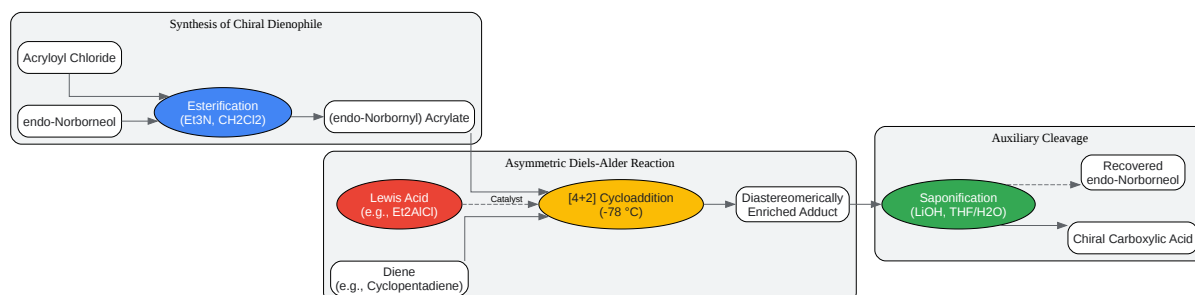 Synthesis of Chiral Dienophile
Acryloyl Chloride
endo-Norborneol
Esterification
(Et3N, CH2Cl2)
(endo-Norbornyl) Acrylate
Asymmetric Diels-Alder Reaction
Lewis Acid
(e.g., Et2AlCl)
Catalyst
[4+2] Cycloaddition
(-78 °C)
Diastereomerically
Enriched Adduct
Diene
(e.g., Cyclopentadiene)
Auxiliary Cleavage
Saponification
(LiOH, THF/H2O)
Recovered
endo-Norborneol
Chiral Carboxylic Acid